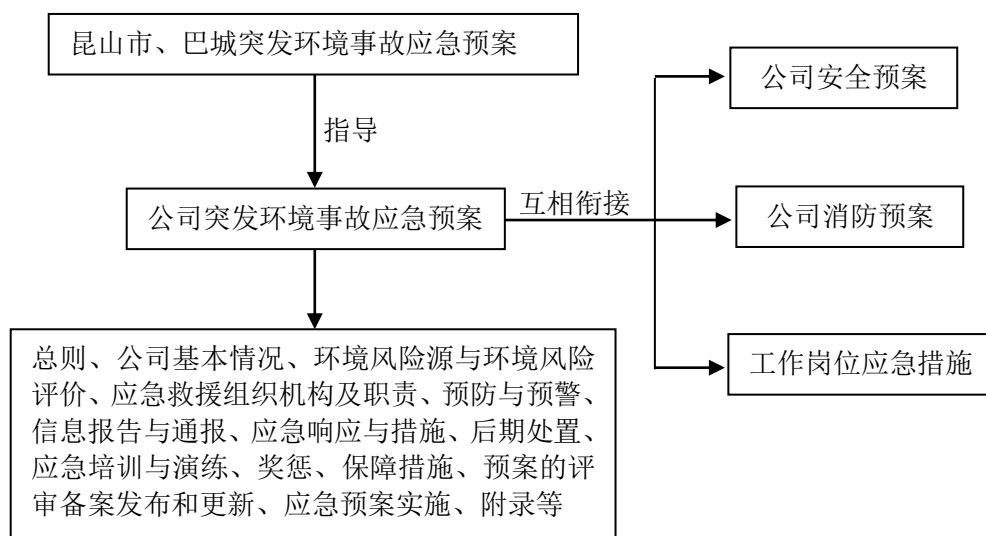 昆山市、巴城突发环境事故应急预案
公司安全预案
指导
公司突发环境事故应急预案
互相衔接
公司消防预案
总则、公司基本情况、环境风险源与环境风险
评价、应急救援组织机构及职责、预防与预警、
信息报告与通报、应急响应与措施、后期处置、
应急培训与演练、奖惩、保障措施、预案的评
审备案发布和更新、应急预案实施、附录等
工作岗位应急措施